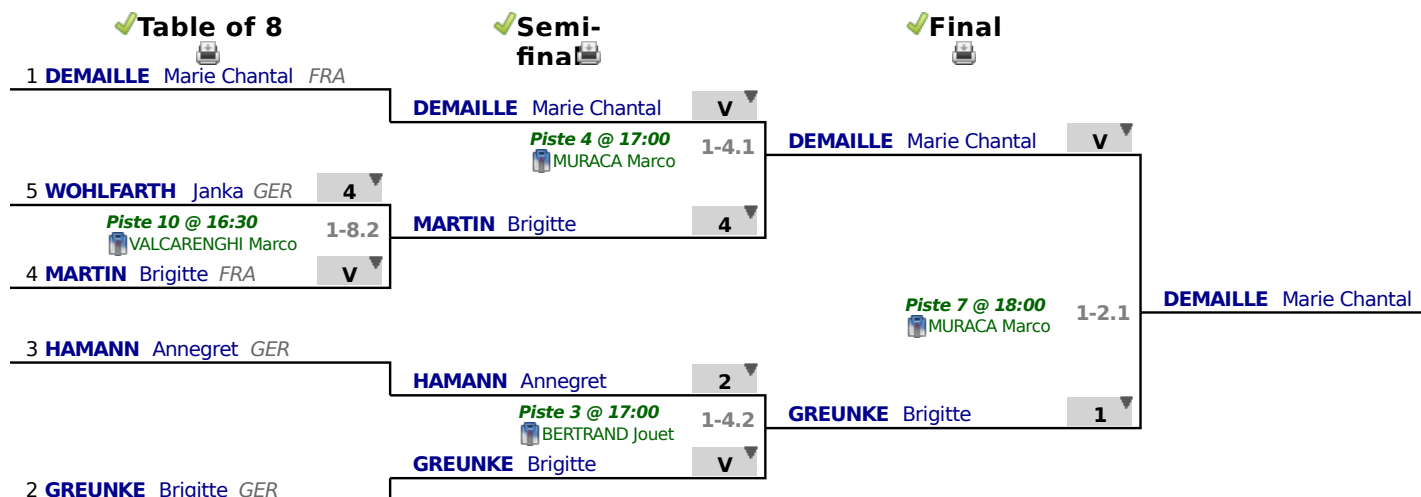 Table of 8
Semi-
final
Final
1 DEMAILLE Marie Chantal FRA
DEMAILLE Marie Chantal V
Piste 4 @ 17:00
MURACA Marco
1-4.1
DEMAILLE Marie Chantal V
5 WOHLFARTH Janka GER 4
Piste 10 @ 16:30
VALCARENGHI Marco
1-8.2
MARTIN Brigitte 4
4 MARTIN Brigitte FRA V
Piste 7 @ 18:00
MURACA Marco
1-2.1
DEMAILLE Marie Chantal
3 HAMANN Annegret GER
HAMANN Annegret 2
Piste 3 @ 17:00
BERTRAND Jouet
1-4.2
GREUNKE Brigitte 1
GREUNKE Brigitte V
2 GREUNKE Brigitte GER